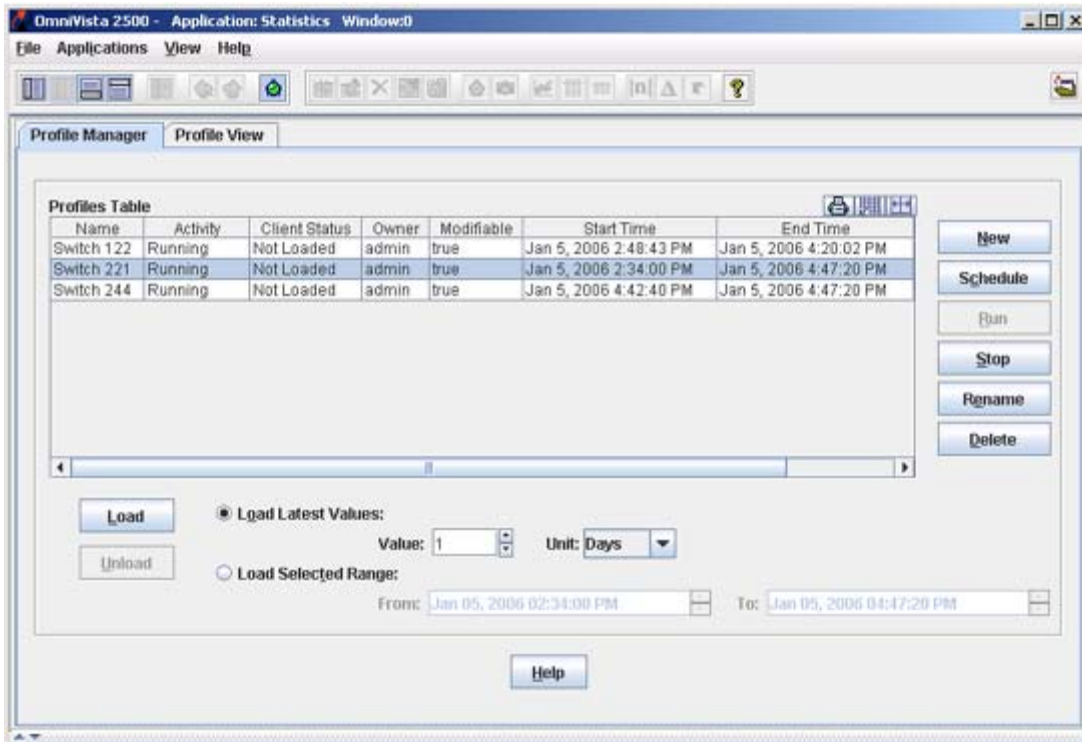 OmniVista 2500 - Application: Statistics Window:0
File Applications View Help
Profile Manager Profile View
Profiles Table
Name Activity Client Status Owner Modifiable Start Time End Time
Switch 122 Running Not Loaded admin true Jan 5, 2006 2:48:43 PM Jan 5, 2006 4:20:02 PM
Switch 221 Running Not Loaded admin true Jan 5, 2006 2:34:00 PM Jan 5, 2006 4:47:20 PM
Switch 244 Running Not Loaded admin true Jan 5, 2006 4:42:40 PM Jan 5, 2006 4:47:20 PM
New
Schedule
Run
Stop
Rename
Delete
Load Load Latest Values:
Value: 1 Unit: Days
Unload
Load Selected Range:
From: Jan 05, 2006 02:34:00 PM To: Jan 05, 2006 04:47:20 PM
Help